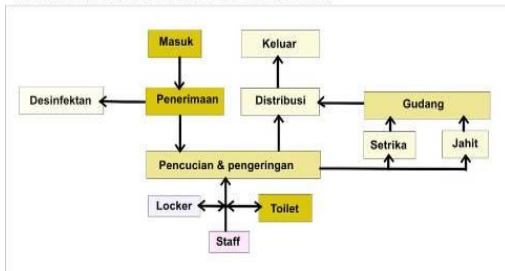 Masuk
Keluar
Desinfektan
Penerimaan
Distribusi
Gudang
Setrika
Jahit
Pencucian & pengeringan
Locker
Toilet
Staff